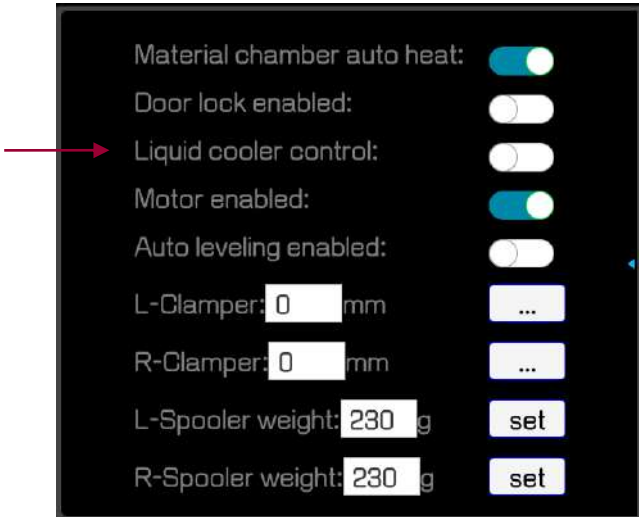 Material chamber auto heat:
Door lock enabled:
Liquid cooler control:
Motor enabled:
Auto leveling enabled:
L-Clamper: 0 mm ...
R-Clamper: 0 mm ...
L-Spooler weight: 230 g set
R-Spooler weight: 230 g set